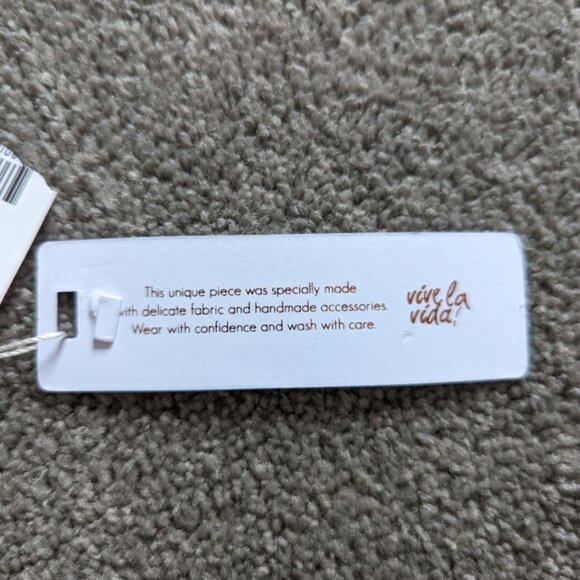 This unique piece was specially made
with delicate fabric and handmade accessories.
Wear with confidence and wash with care.
vive la
vida!